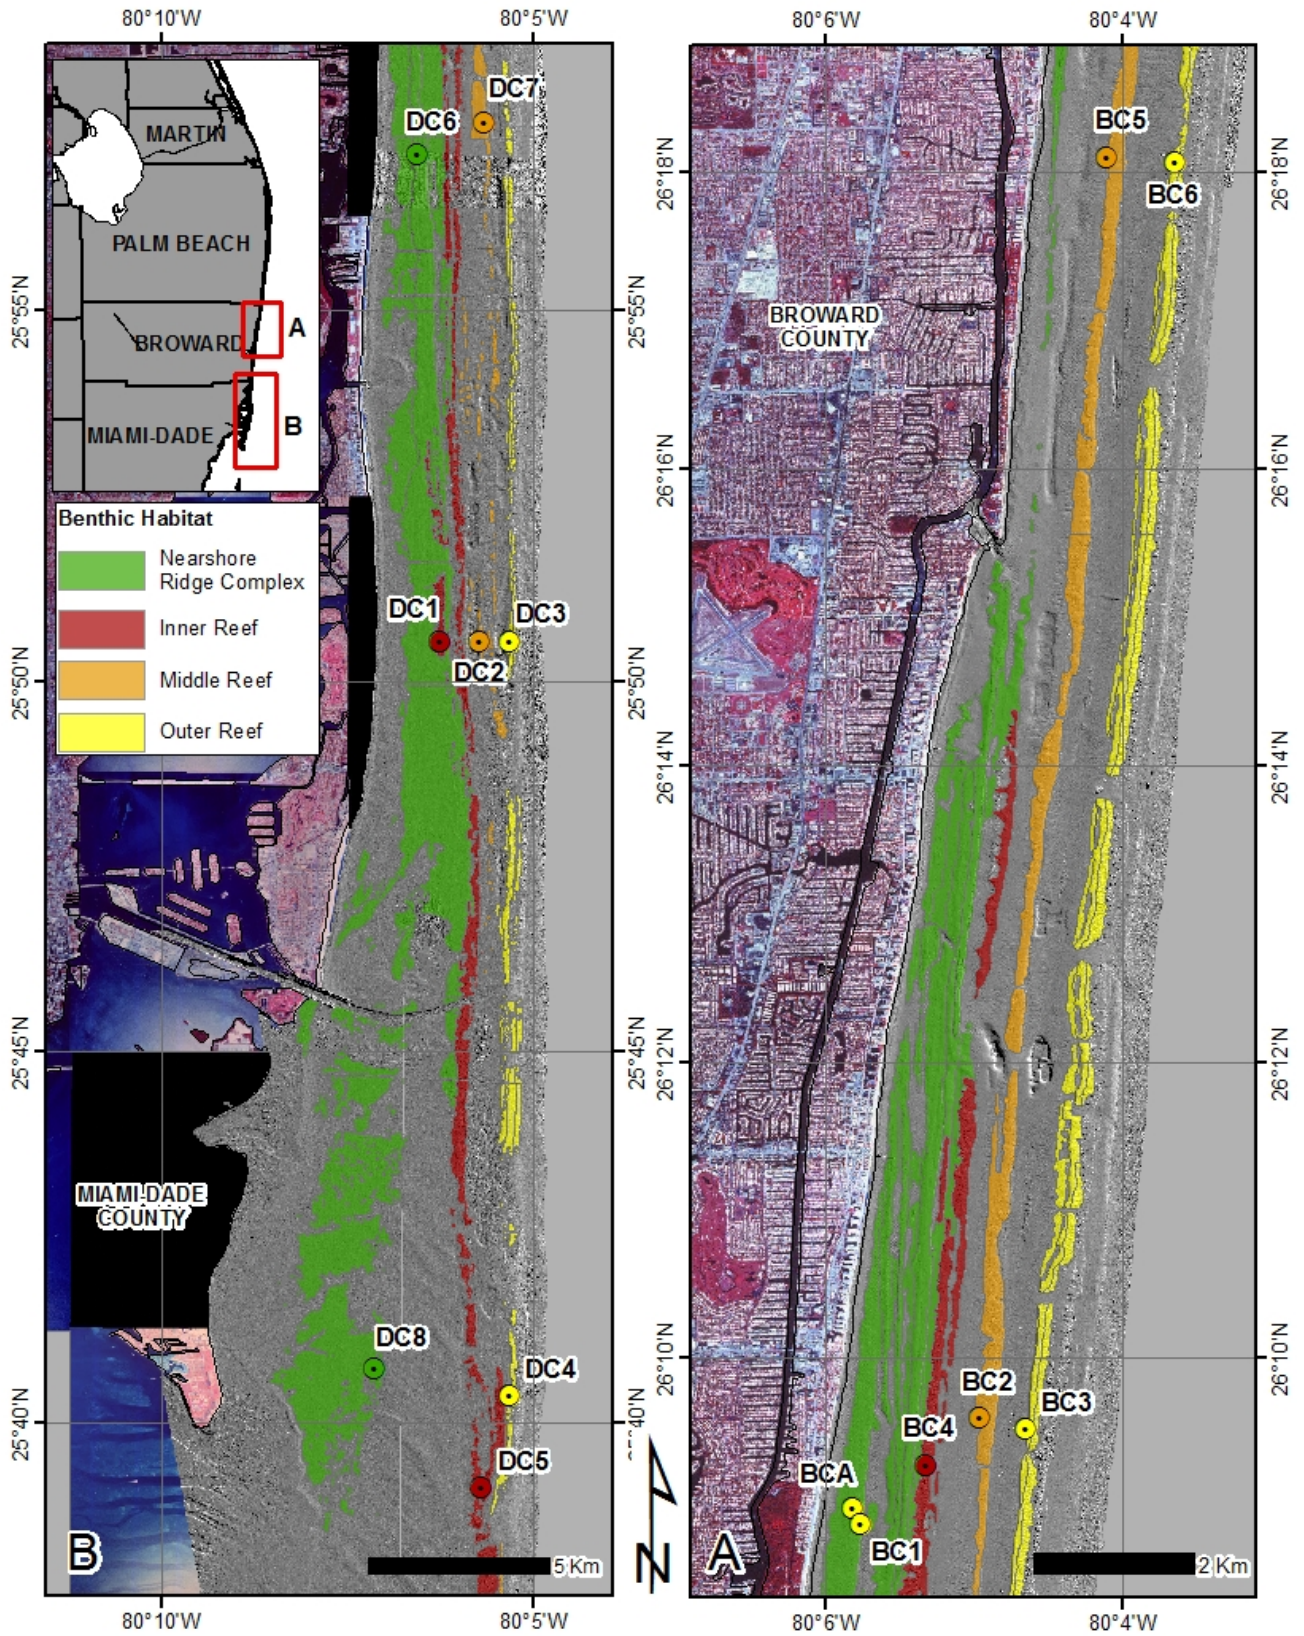 80°10'W
80°5'W
80°6'W
80°4'W
MARTIN
PALM BEACH
BROWARD
MIAMI-DADE
A
B
Benthic Habitat
Nearshore
Ridge Complex
Inner Reef
Middle Reef
Outer Reef
25°55'N
25°50'N
25°45'N
25°40'N
DC7
DC6
DC1
DC3
DC2
DC8
DC4
DC5
MIAMI-DADE
COUNTY
B
5 Km
25°55'N
25°50'N
25°45'N
N
26°18'N
26°16'N
26°14'N
26°12'N
26°10'N
BC5
BC6
BROWARD
COUNTY
BC2
BC3
BC4
BCA
BC1
A
2 Km
26°18'N
26°16'N
26°14'N
26°12'N
26°10'N
80°10'W
80°5'W
80°6'W
80°4'W